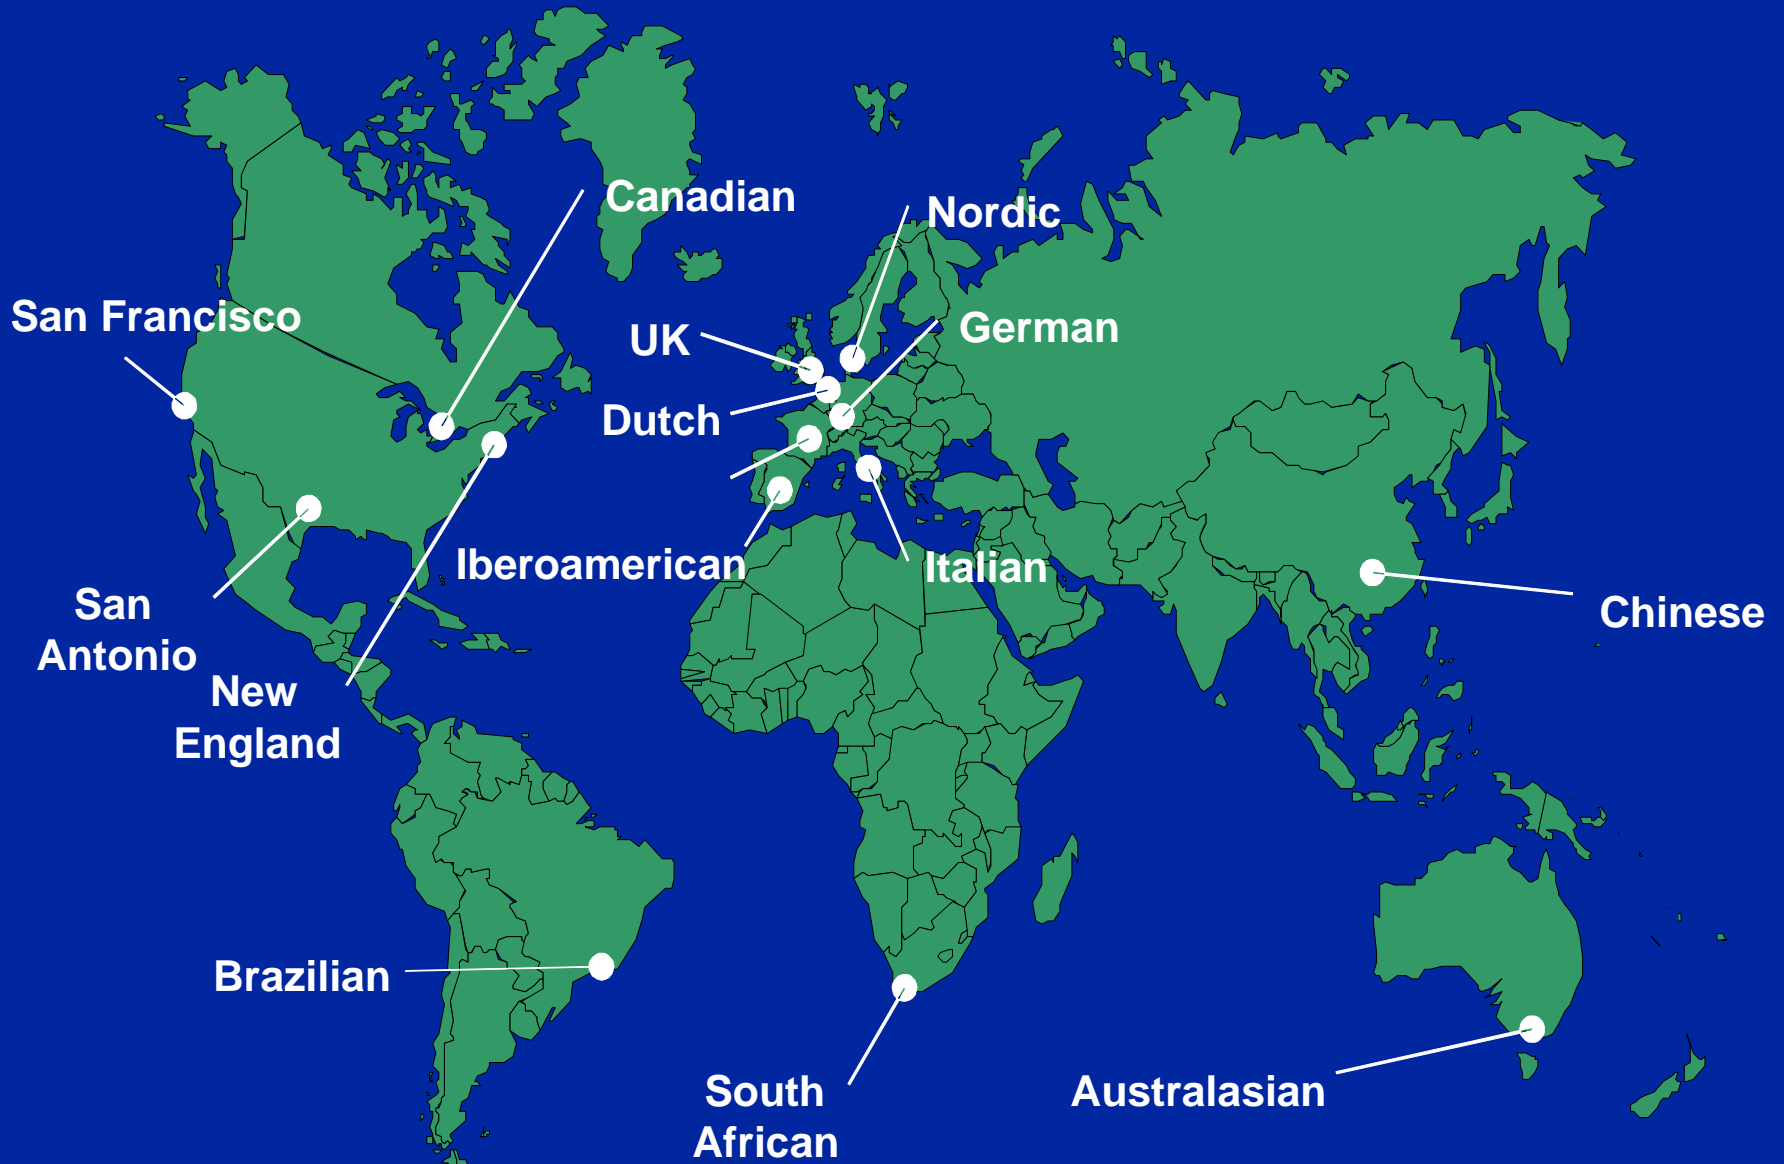 Canadian
Nordic
San Francisco
UK
German
Dutch
Iberoamerican
Italian
San
Antonio
Chinese
New
England
Brazilian
South
African
Australasian